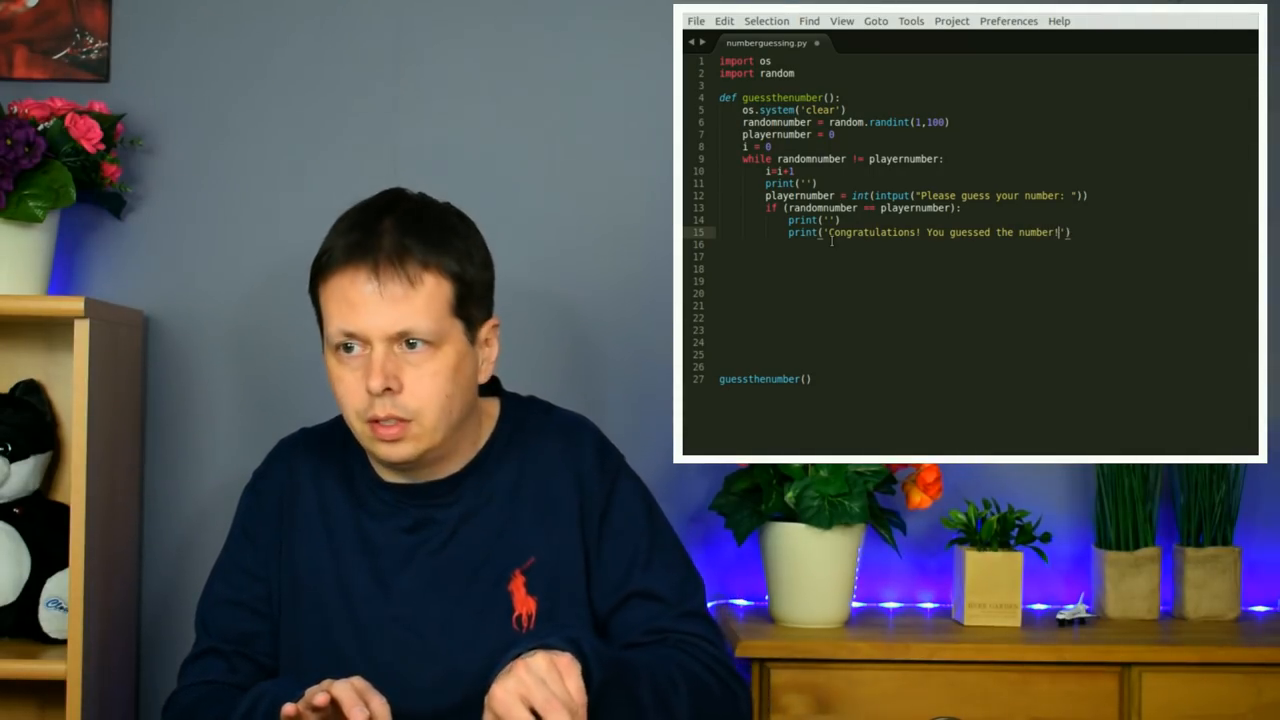 File Edit Selection Find View Goto Tools Project Preferences Help
numberguessing.py
1 import os
2 import random
3
4 def guessthenumber():
5 os.system('clear')
6 randomnumber = random.randint(1,100)
7 playernumber = 0
8 i = 0
9 while randomnumber != playernumber:
10 i=i+1
11 print('')
12 playernumber = int(intput("Please guess your number: "))
13 if (randomnumber == playernumber):
14 print('')
15 print('Congratulations! You guessed the number!')
16
17
18
19
20
21
22
23
24
25
26
27 guessthenumber()